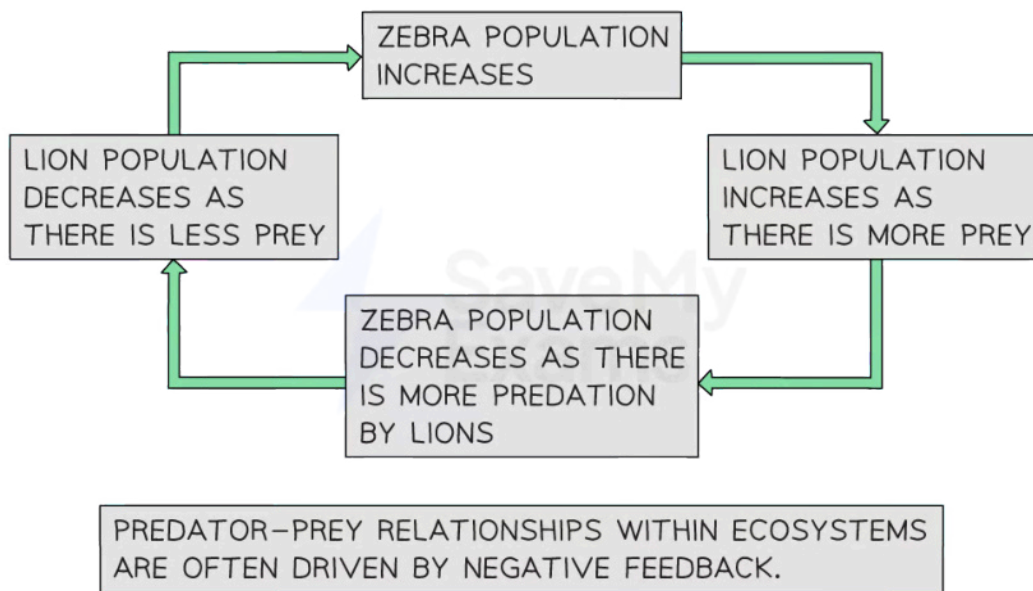 ZEBRA POPULATION
INCREASES
LION POPULATION
INCREASES AS
THERE IS MORE PREY
ZEBRA POPULATION
DECREASES AS THERE
IS MORE PREDATION
BY LIONS
LION POPULATION
DECREASES AS
THERE IS LESS PREY
SaveMy
Exams
PREDATOR–PREY RELATIONSHIPS WITHIN ECOSYSTEMS
ARE OFTEN DRIVEN BY NEGATIVE FEEDBACK.